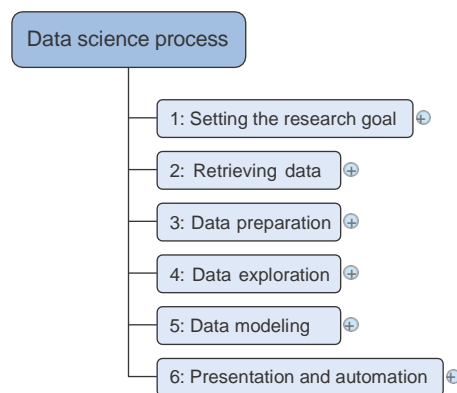 Data science process
1: Setting the research goal
2: Retrieving data
3: Data preparation
4: Data exploration
5: Data modeling
6: Presentation and automation